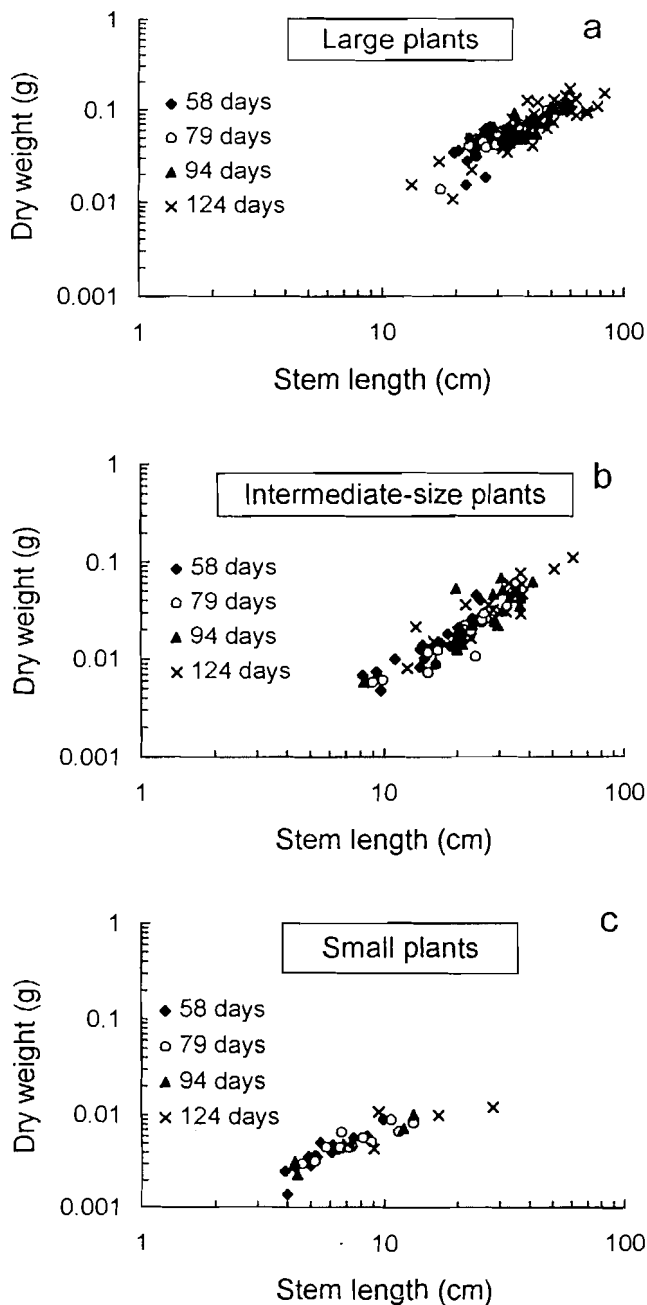 a
Large plants
Dry weight (g)
1
0.1
0.01
0.001
58 days
79 days
94 days
124 days
1 10 100
Stem length (cm)
b
Intermediate-size plants
Dry weight (g)
1
0.1
0.01
0.001
58 days
79 days
94 days
124 days
1 10 100
Stem length (cm)
c
Small plants
Dry weight (g)
1
0.1
0.01
0.001
58 days
79 days
94 days
124 days
1 10 100
Stem length (cm)